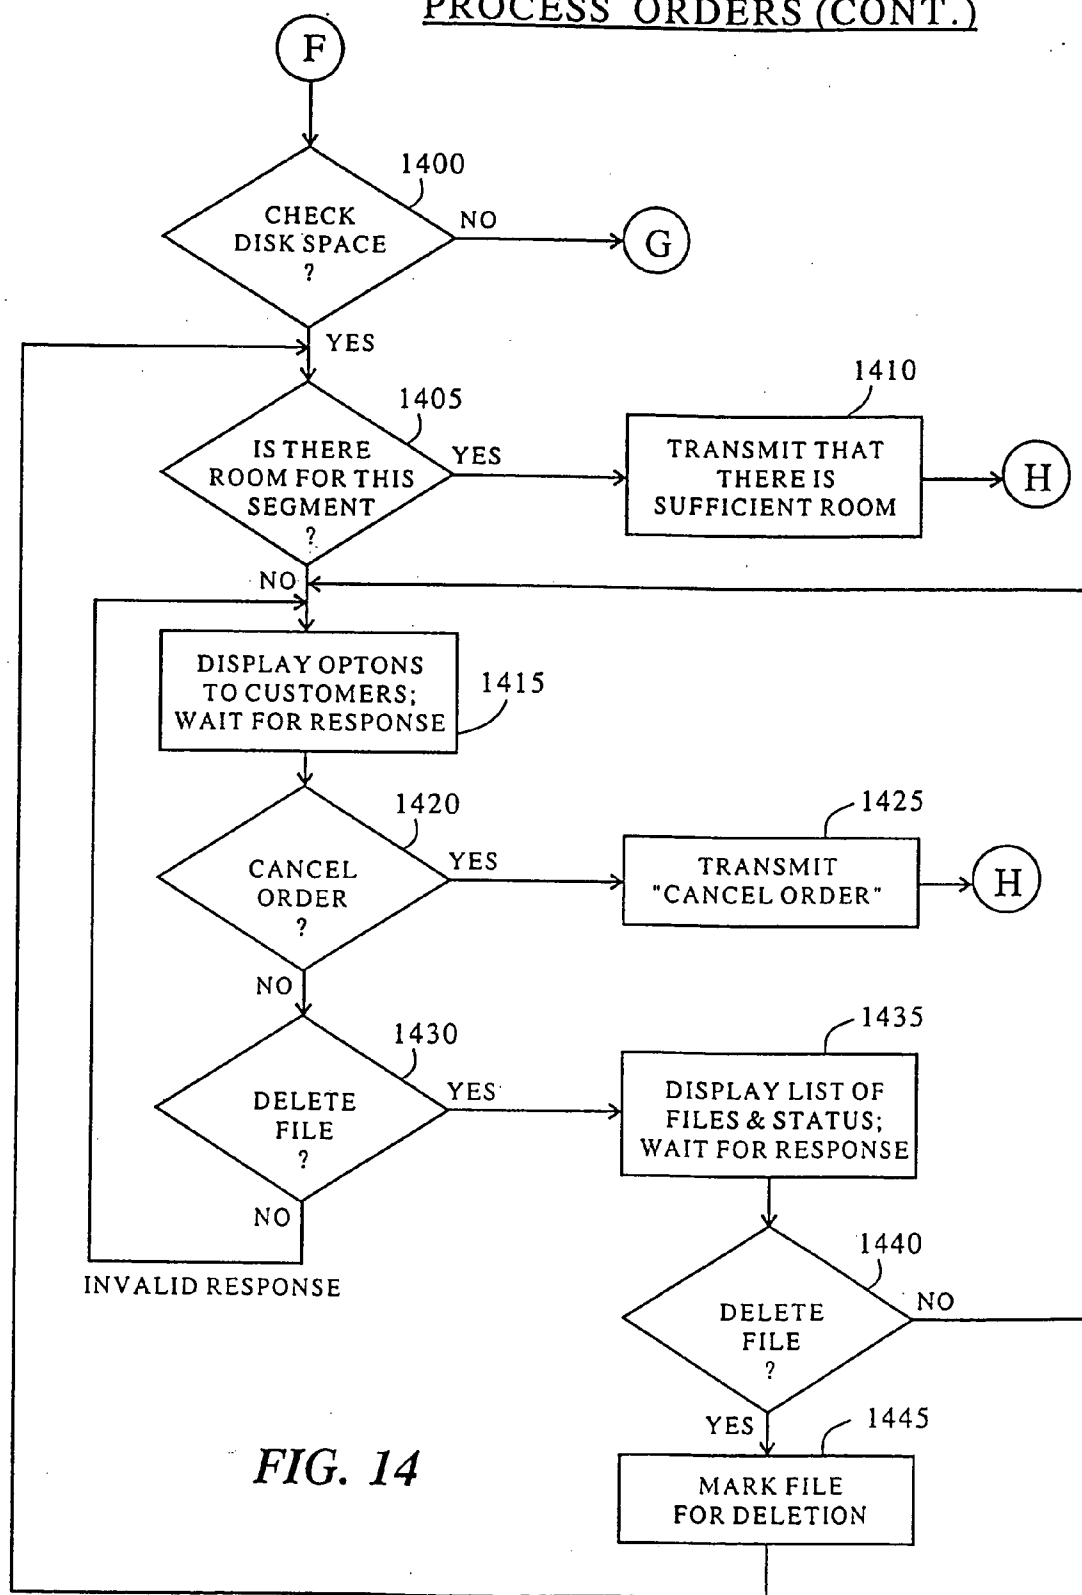 PROCESS ORDERS (CONT.)
F
1400
CHECK
DISK SPACE
?
NO
G
YES
1405
IS THERE
ROOM FOR THIS
SEGMENT
?
YES
1410
TRANSMIT THAT
THERE IS
SUFFICIENT ROOM
H
NO
DISPLAY OPTONS
TO CUSTOMERS;
WAIT FOR RESPONSE
1415
1420
CANCEL
ORDER
?
YES
1425
TRANSMIT
"CANCEL ORDER"
H
NO
1430
DELETE
FILE
?
YES
1435
DISPLAY LIST OF
FILES & STATUS;
WAIT FOR RESPONSE
NO
INVALID RESPONSE
1440
DELETE
FILE
?
NO
YES
1445
MARK FILE
FOR DELETION
FIG. 14